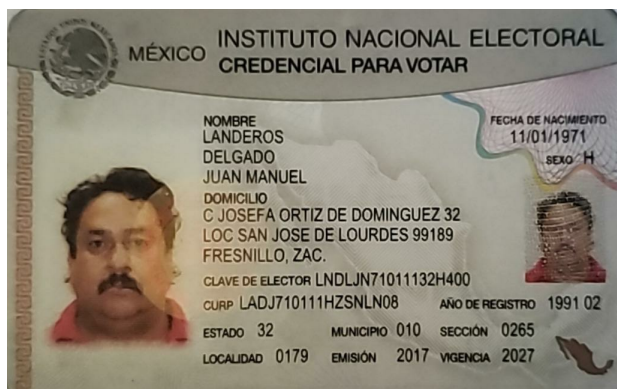 MÉXICO INSTITUTO NACIONAL ELECTORAL
CREDENCIAL PARA VOTAR
NOMBRE
LANDEROS
DELGADO
JUAN MANUEL
FECHA DE NACIMIENTO
11/01/1971
SEXO H
DOMICILIO
C JOSEFA ORTIZ DE DOMINGUEZ 32
LOC SAN JOSE DE LOURDES 99189
FRESNILLO, ZAC.
CLAVE DE ELECTOR LNDLJN71011132H400
CURP LADJ710111HZSNLN08 AÑO DE REGISTRO 1991 02
ESTADO 32 MUNICIPIO 010 SECCIÓN 0265
LOCALIDAD 0179 EMISIÓN 2017 VIGENCIA 2027